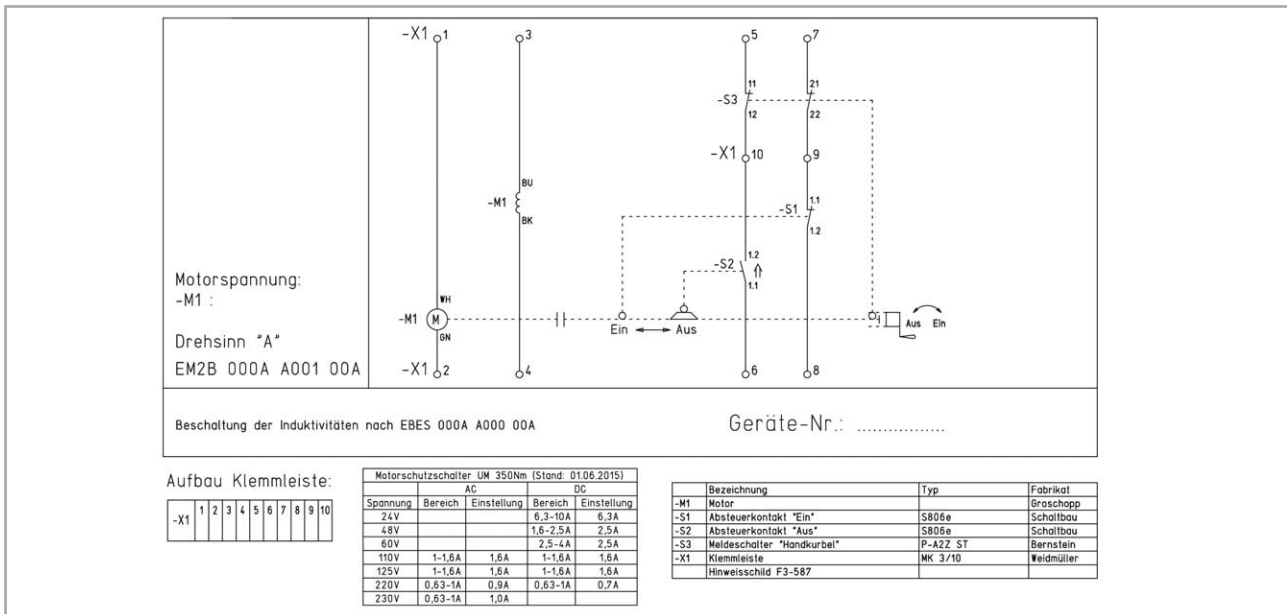 -X1 1 3 5 7
11 21
-S3
12 22
-X1 10 9
BU
-M1
BK
1.1
-S1
1.2
1.2
-S2
1.1
Motorspannung:
-M1 :
WH
-M1 M
GN
Ein Aus
Aus Ein
Drehsinn "A"
EM2B 000A A001 00A
-X1 2 4 6 8
Beschaltung der Induktivitäten nach EBES 000A A000 00A
Geräte-Nr.: ................
Aufbau Klemmleiste:
-X1 1 2 3 4 5 6 7 8 9 10
Motorschutzschalter UM 350Nm (Stand: 01.06.2015)
AC DC
Spannung Bereich Einstellung Bereich Einstellung
24V 6,3-10A 6,3A
48V 1,6-2,5A 2,5A
60V 2,5-4A 2,5A
110V 1-1,6A 1,6A 1-1,6A 1,6A
125V 1-1,6A 1,6A 1-1,6A 1,6A
220V 0,63-1A 0,9A 0,63-1A 0,7A
230V 0,63-1A 1,0A
Bezeichnung Typ Fabrikat
-M1 Motor Groschopp
-S1 Absteuerkontakt "Ein" S806e Schaltbau
-S2 Absteuerkontakt "Aus" S806e Schaltbau
-S3 Meldeschalter "Handkurbel" P-A2Z ST Bernstein
-X1 Klemmleiste MK 3/10 Weidmüller
Hinweisschild F3-587